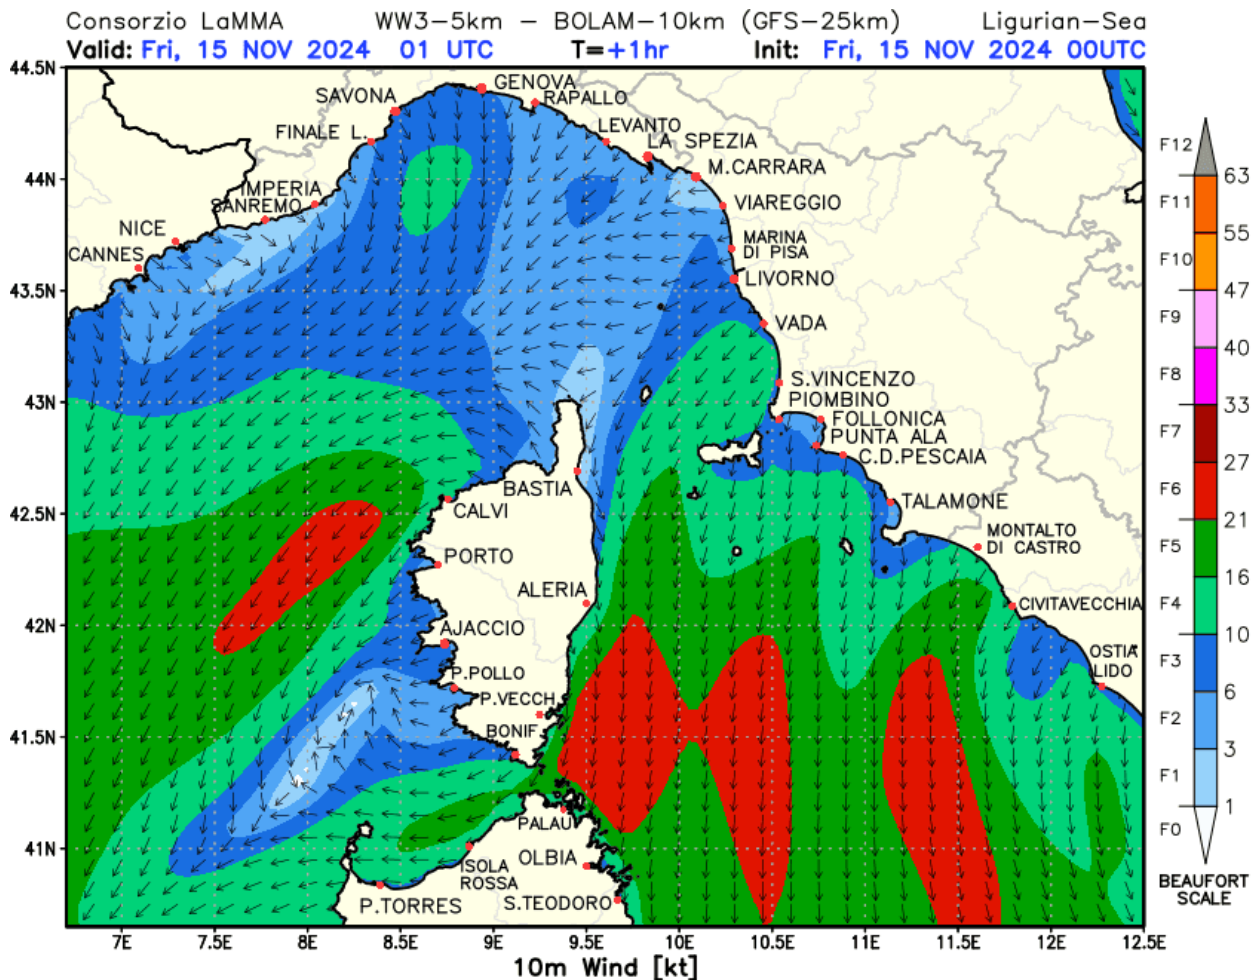 Consorzio LaMMA WW3-5km - BOLAM-10km (GFS-25km) Ligurian-Sea
Valid: Fri, 15 NOV 2024 01 UTC T=+1hr Init: Fri, 15 NOV 2024 00UTC
44.5N
GENOVA
SAVONA
RAPALLO
FINALE L.
LEVANTO
LA SPEZIA
F12
44N
M.CARRARA
63
IMPERIA
SANREMO
VIAREGGIO
F11
NICE
MARINA
DI PISA
55
CANNES
F10
LIVORNO
43.5N
47
VADA
F9
40
S.VINCENZO
F8
43N
PIOMBINO
33
FOLLONICA
PUNTA ALA
F7
C.D.PESCAIA
BASTIA
F6
CALVI
TALAMONE
42.5N
21
MONTALTO
DI CASTRO
PORTO
F5
ALERIA
16
CIVITAVECCHIA
F4
42N
AJACCIO
10
OSTIA
LIDO
P.POLLO
F3
P.VECCH.
6
BONIF.
F2
41.5N
3
F1
1
PALAU
F0
41N
OLBIA
ISOLA
ROSSA
BEAUFORT
SCALE
P.TORRES
S.TEODORO
7E 7.5E 8E 8.5E 9E 9.5E 10E 10.5E 11E 11.5E 12E 12.5E
10m Wind [kt]
27